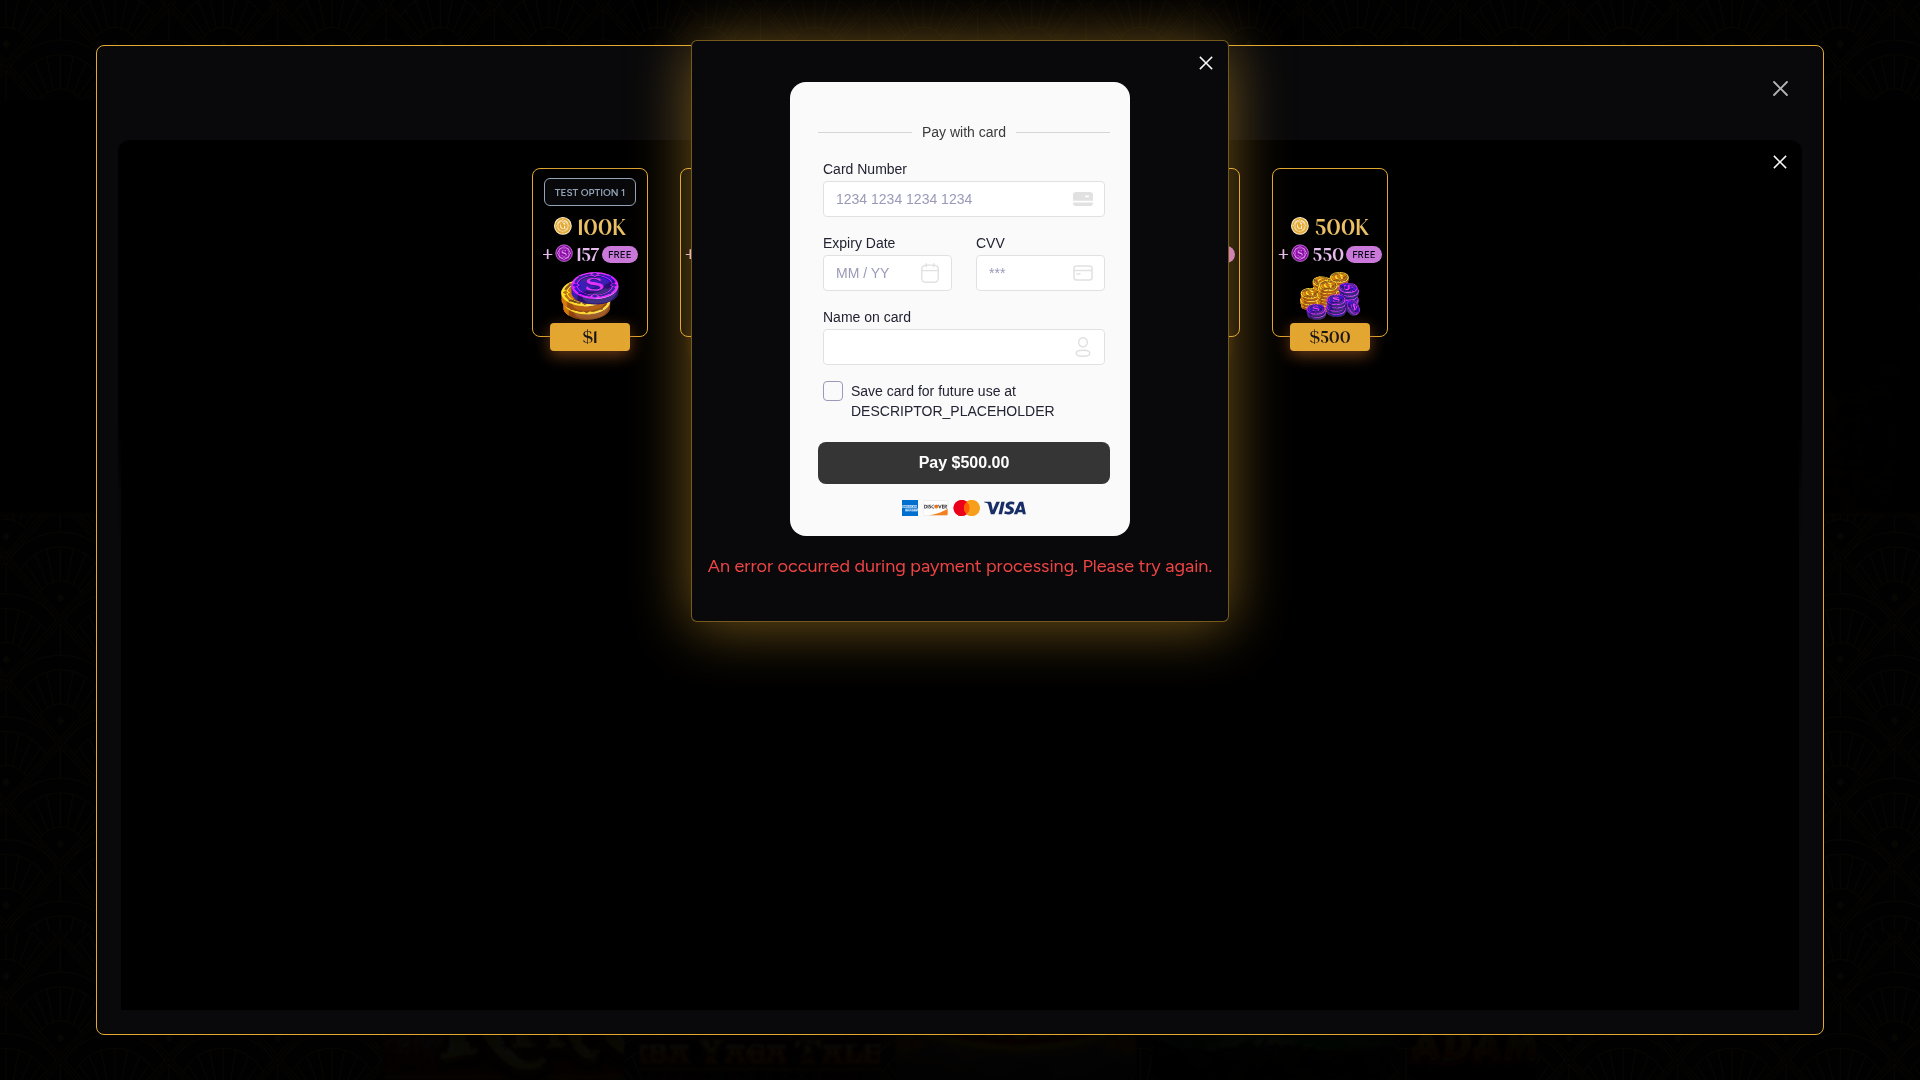 Pay with card
Card Number
1234 1234 1234 1234
Expiry Date
CVV
MM / YY
***
Name on card
Save card for future use at
DESCRIPTOR_PLACEHOLDER
Pay $500.00
DISCOVER
VISA
An error occurred during payment processing. Please try again.
TEST OPTION 1
100K
+ 157 FREE
$1
+
500K
+ 550 FREE
$500